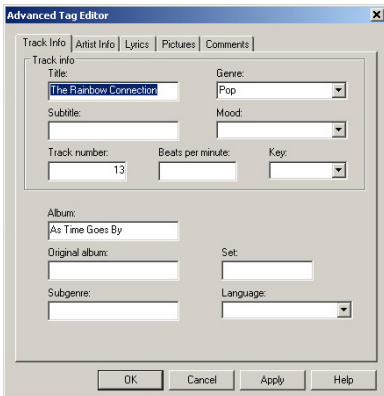 Advanced Tag Editor
Track Info Artist Info Lyrics Pictures Comments
Track info
Title: Genre:
The Rainbow Connection Pop
Subtitle: Mood:
Track number: Beats per minute: Key:
13
Album:
As Time Goes By
Original album: Set:
Subgenre: Language:
OK Cancel Apply Help